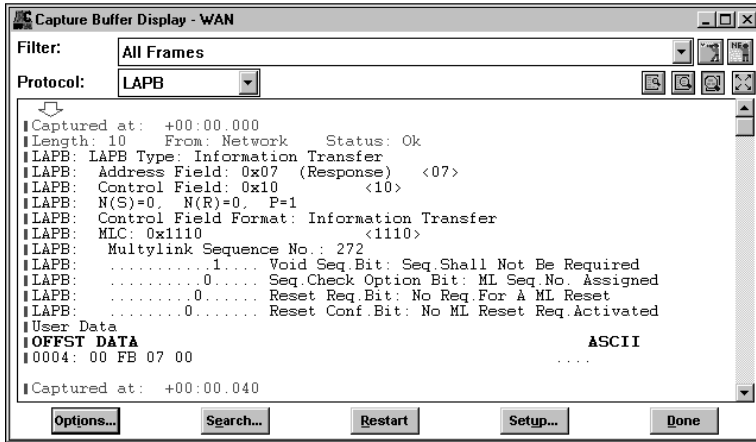 Capture Buffer Display - WAN
Filter: All Frames
Protocol: LAPB
Captured at: +00:00.000
Length: 10 From: Network Status: Ok
LAPB: LAPB Type: Information Transfer
LAPB: Address Field: 0x07 (Response) <07>
LAPB: Control Field: 0x10 <10>
LAPB: N(S)=0, N(R)=0, P=1
LAPB: Control Field Format: Information Transfer
LAPB: MLC: 0x1110 <1110>
LAPB: Multylink Sequence No.: 272
LAPB: ...........1.... Void Seq.Bit: Seq.Shall Not Be Required
LAPB: ..........0..... Seq.Check Option Bit: ML Seq.No. Assigned
LAPB: .........0...... Reset Req.Bit: No Req.For A ML Reset
LAPB: ........0....... Reset Conf.Bit: No ML Reset Req.Activated
User Data
OFFST DATA ASCII
0004: 00 FB 07 00 ....
Captured at: +00:00.040
Options... Search... Restart Setup... Done